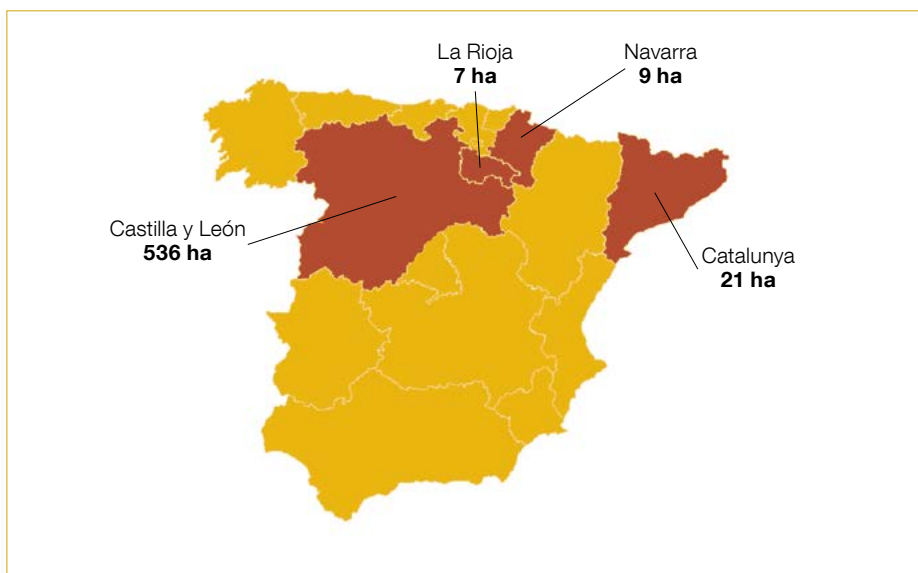 La Rioja
7 ha
Navarra
9 ha
Castilla y León
536 ha
Catalunya
21 ha